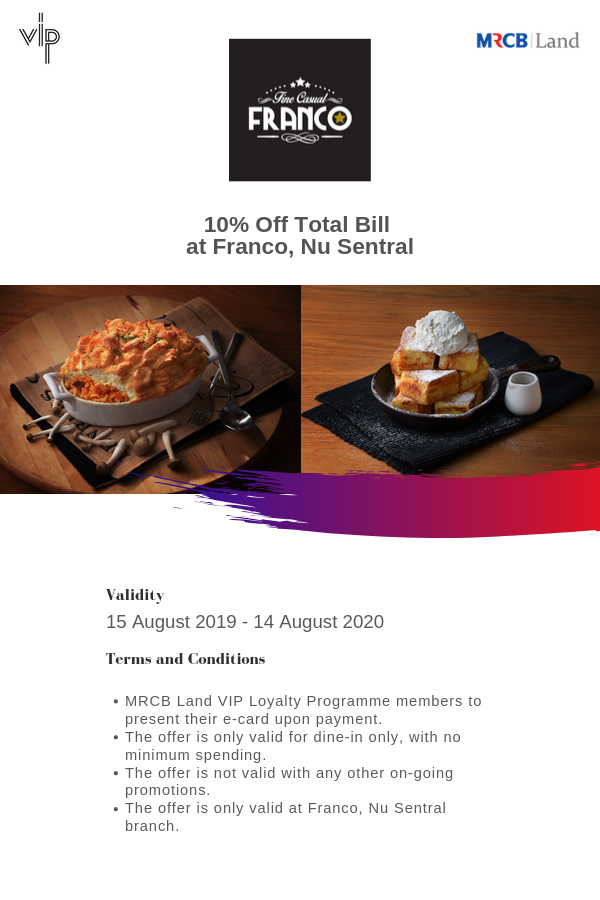 VIP
MRCB Land
Fine Casual
FRANCO
10% Off Total Bill
at Franco, Nu Sentral
Validity
15 August 2019 - 14 August 2020
Terms and Conditions
• MRCB Land VIP Loyalty Programme members to
present their e-card upon payment.
• The offer is only valid for dine-in only, with no
minimum spending.
• The offer is not valid with any other on-going
promotions.
• The offer is only valid at Franco, Nu Sentral
branch.